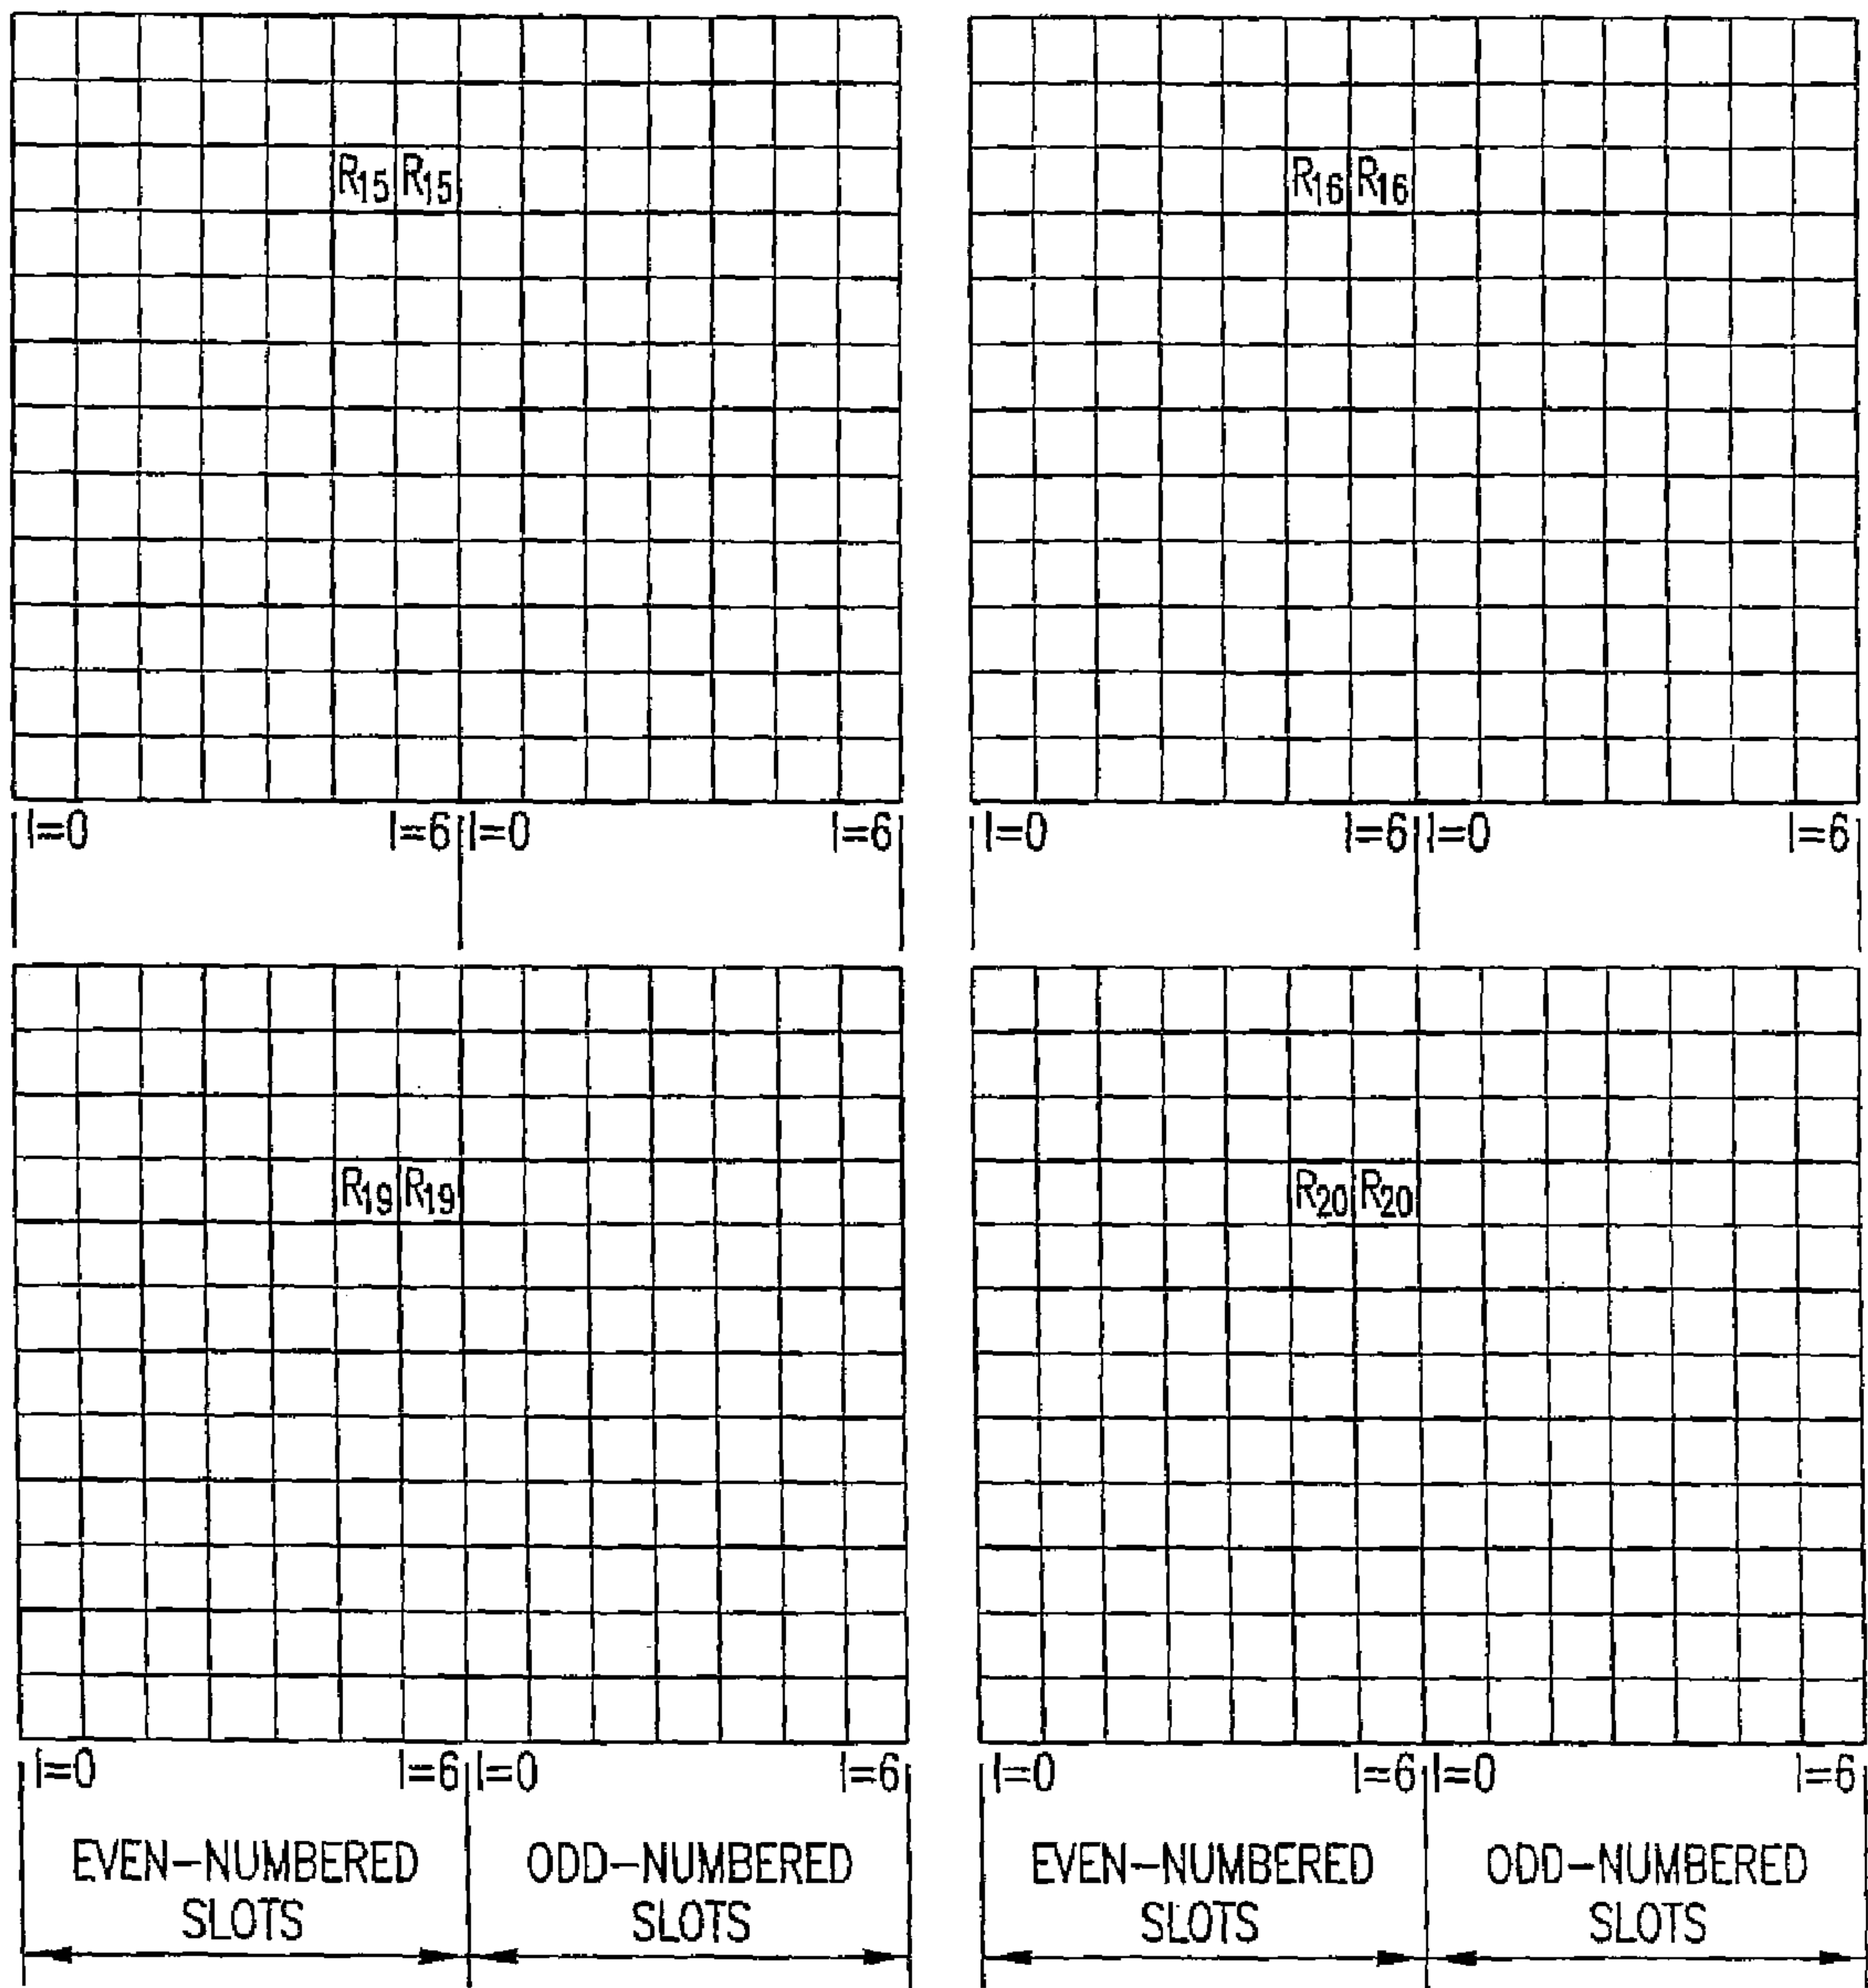 R15 R15 R16 R16
l=0 l=6 l=0 l=6 l=0 l=6 l=0 l=6
R19 R19 R20 R20
l=0 l=6 l=0 l=6 l=0 l=6 l=0 l=6
EVEN-NUMBERED ODD-NUMBERED EVEN-NUMBERED ODD-NUMBERED
SLOTS SLOTS SLOTS SLOTS